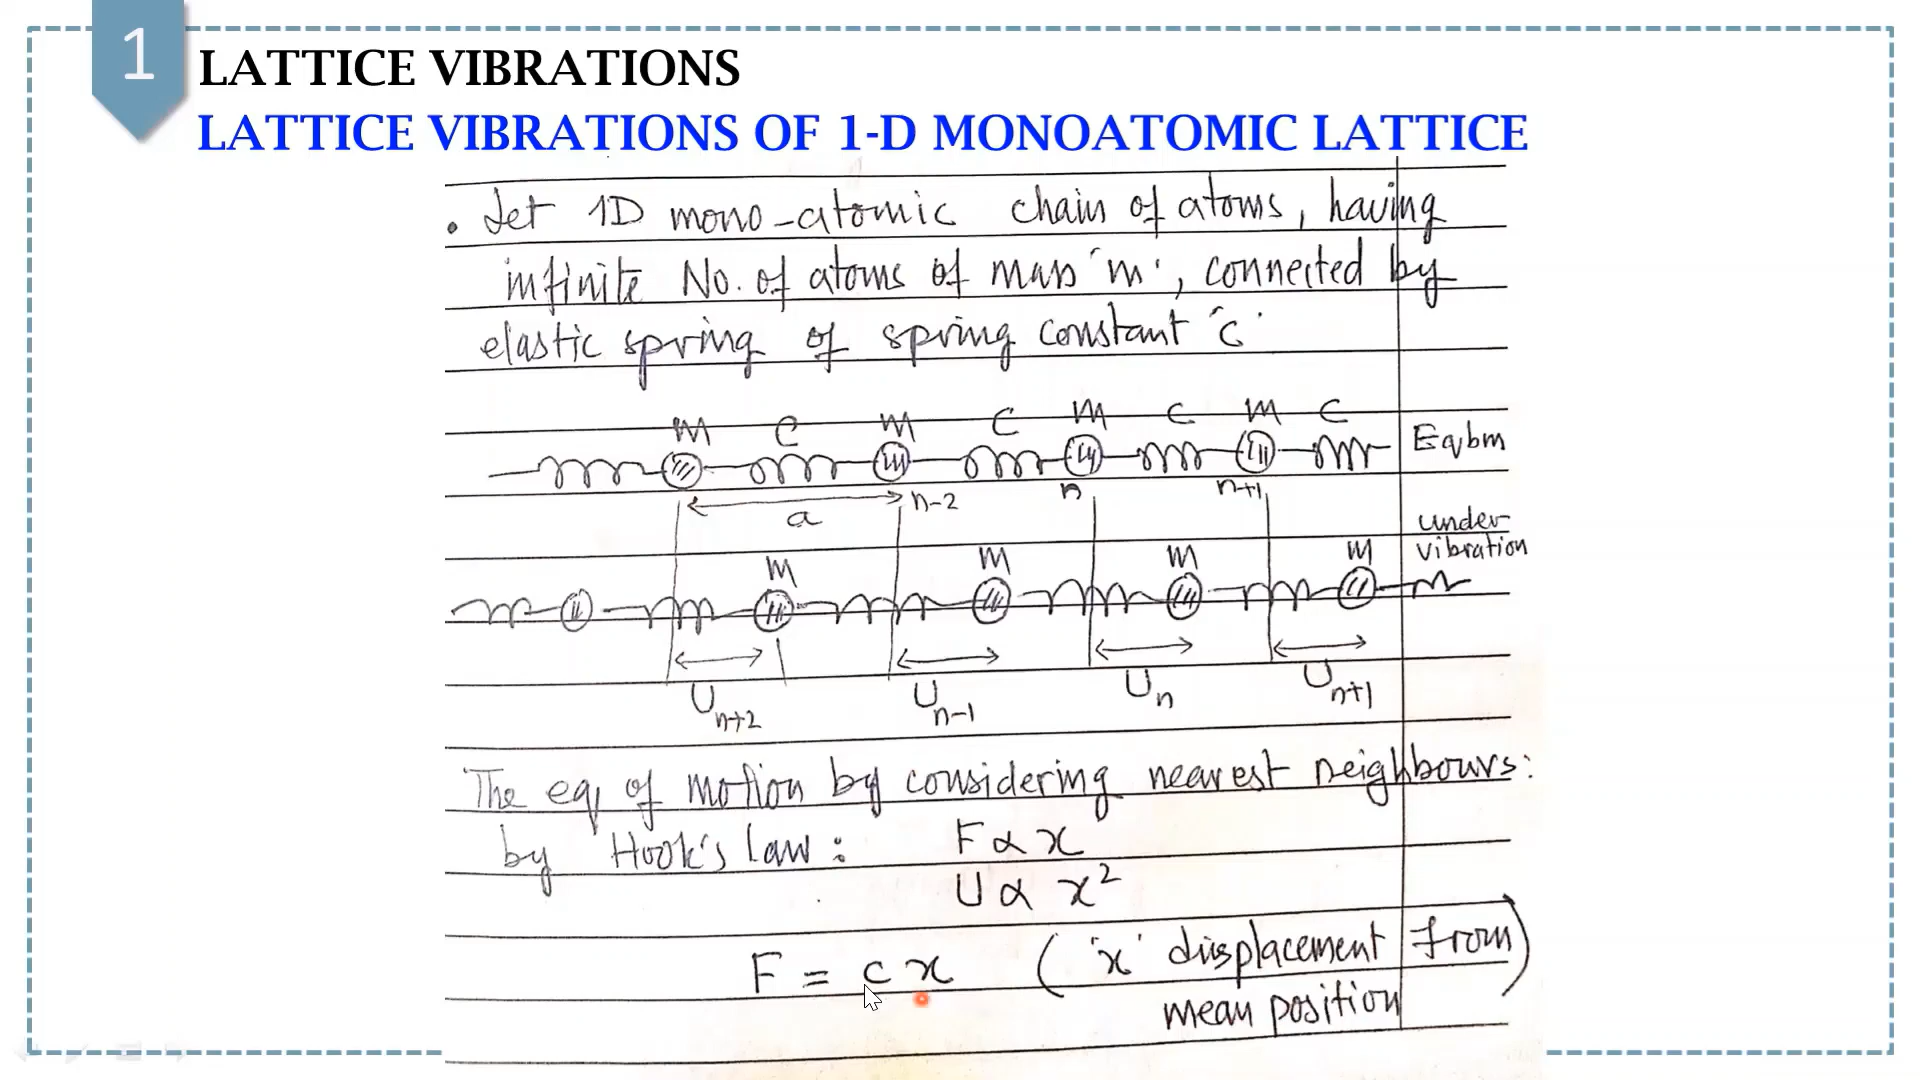 1
LATTICE VIBRATIONS
LATTICE VIBRATIONS OF 1-D MONOATOMIC LATTICE
. Let 1D mono-atomic chain of atoms, having
infinite No. of atoms of mass 'm', connected by
elastic spring of spring constant 'c'
M C M C M C M C
Eqbm
a n-2 n n+1
under
vibration
M M M M
Un+2 Un-1 Un Un+1
The eq of motion by considering nearest neighbours:
by Hook's law: F ∝ x
U ∝ x²
F = c x ('x' displacement from
mean position)